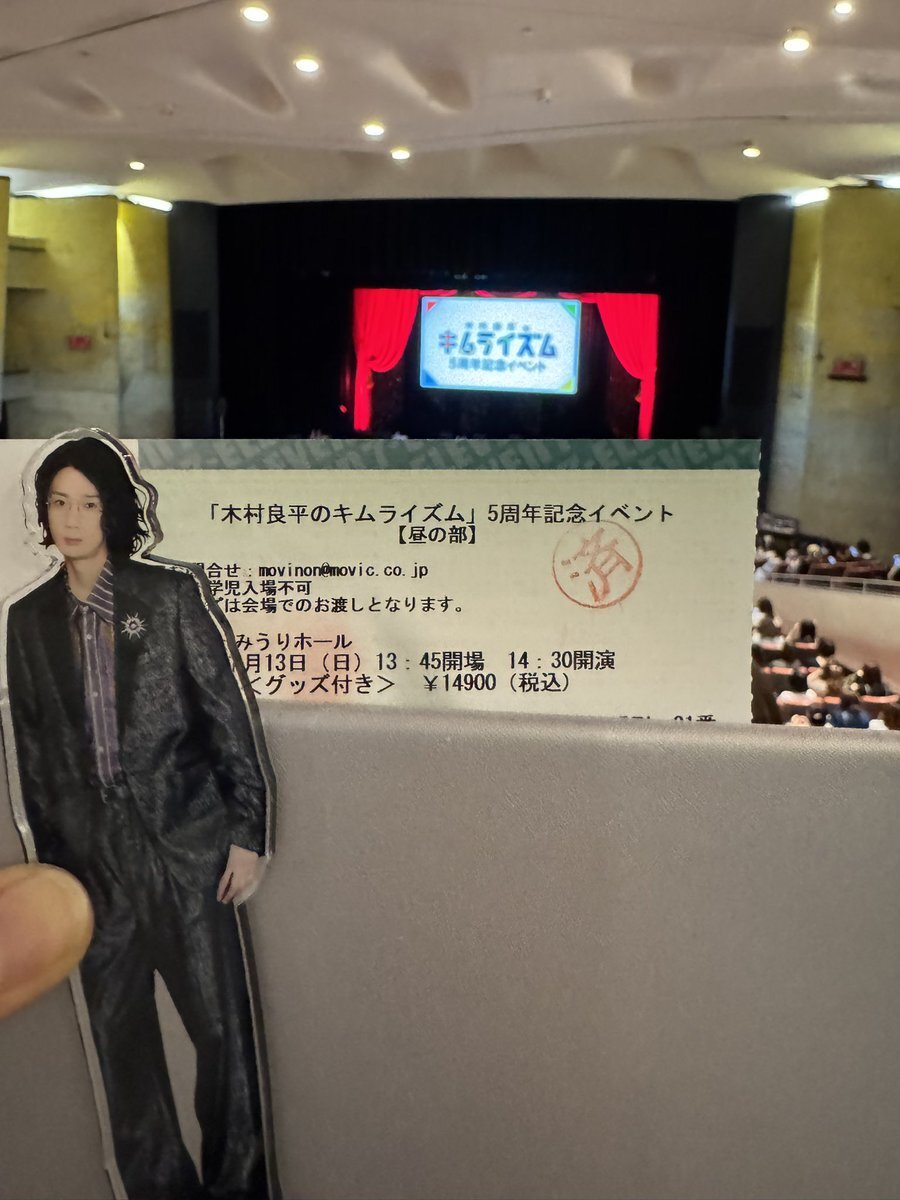 キムライズム
5周年記念イベント
「木村良平のキムライズム」5周年記念イベント
【昼の部】
済
合せ：movinon@movic.co.jp
学児入場不可
は会場でのお渡しとなります。
みうりホール
月13日（日）13：45開場　14：30開演
＜グッズ付き＞　￥14900（税込）